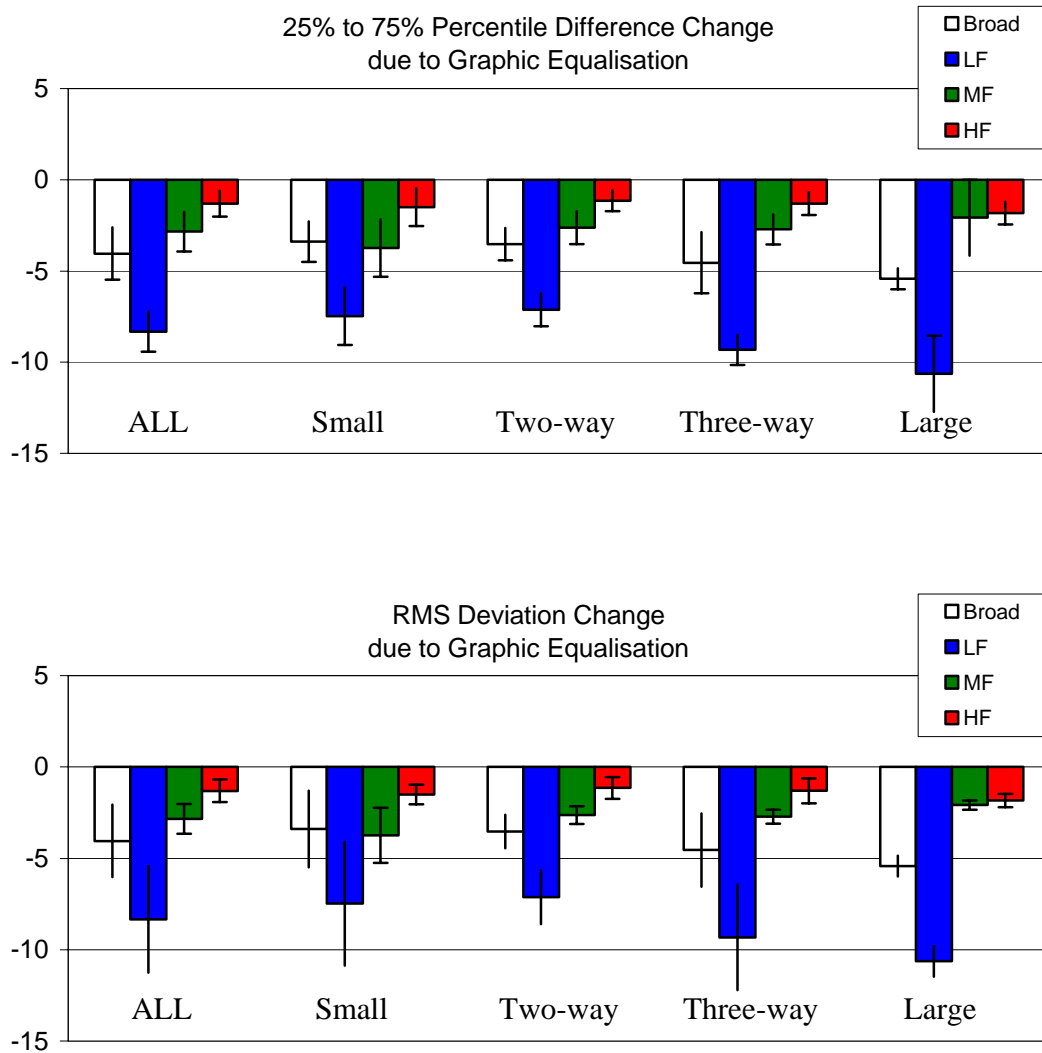 25% to 75% Percentile Difference Change
due to Graphic Equalisation
Broad
LF
MF
HF
5
0
-5
-10
-15
ALL Small Two-way Three-way Large
RMS Deviation Change
due to Graphic Equalisation
Broad
LF
MF
HF
5
0
-5
-10
-15
ALL Small Two-way Three-way Large